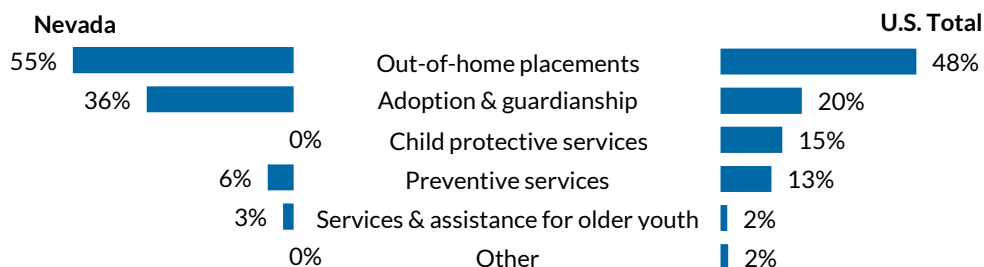 Nevada U.S. Total
55% Out-of-home placements 48%
36% Adoption & guardianship 20%
0% Child protective services 15%
6% Preventive services 13%
3% Services & assistance for older youth 2%
0% Other 2%